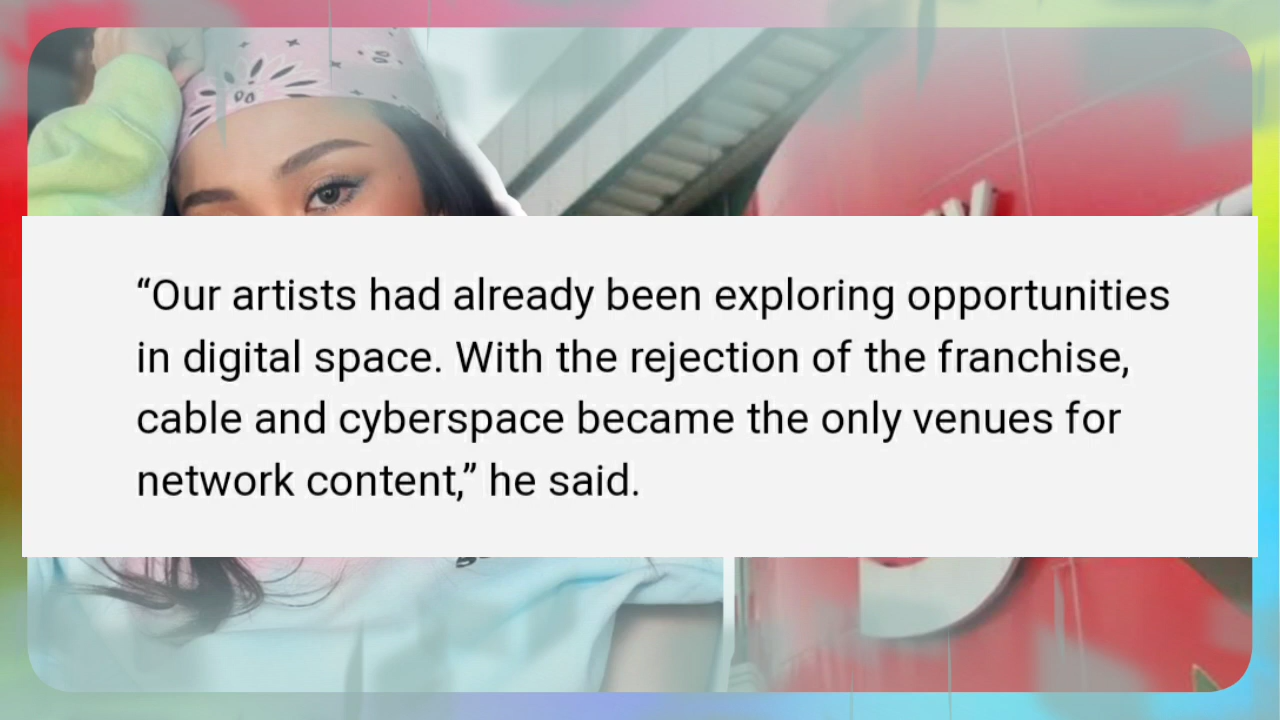 “Our artists had already been exploring opportunities
in digital space. With the rejection of the franchise,
cable and cyberspace became the only venues for
network content,” he said.